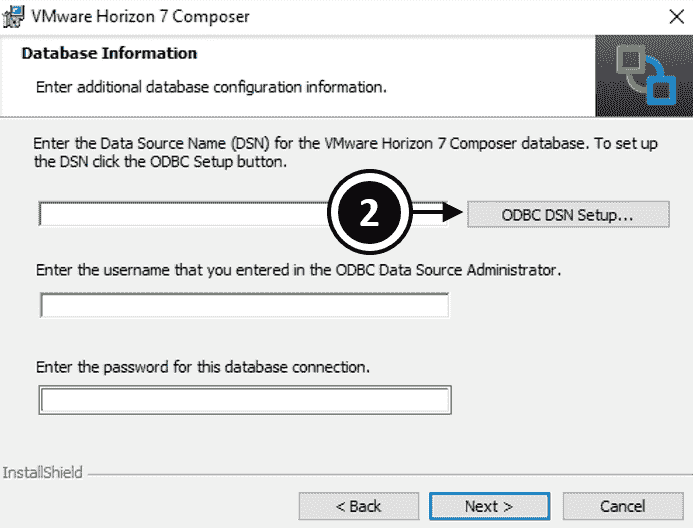 VMware Horizon 7 Composer
Database Information
Enter additional database configuration information.
Enter the Data Source Name (DSN) for the VMware Horizon 7 Composer database. To set up
the DSN click the ODBC Setup button.
2
ODBC DSN Setup...
Enter the username that you entered in the ODBC Data Source Administrator.
Enter the password for this database connection.
InstallShield
< Back
Next >
Cancel